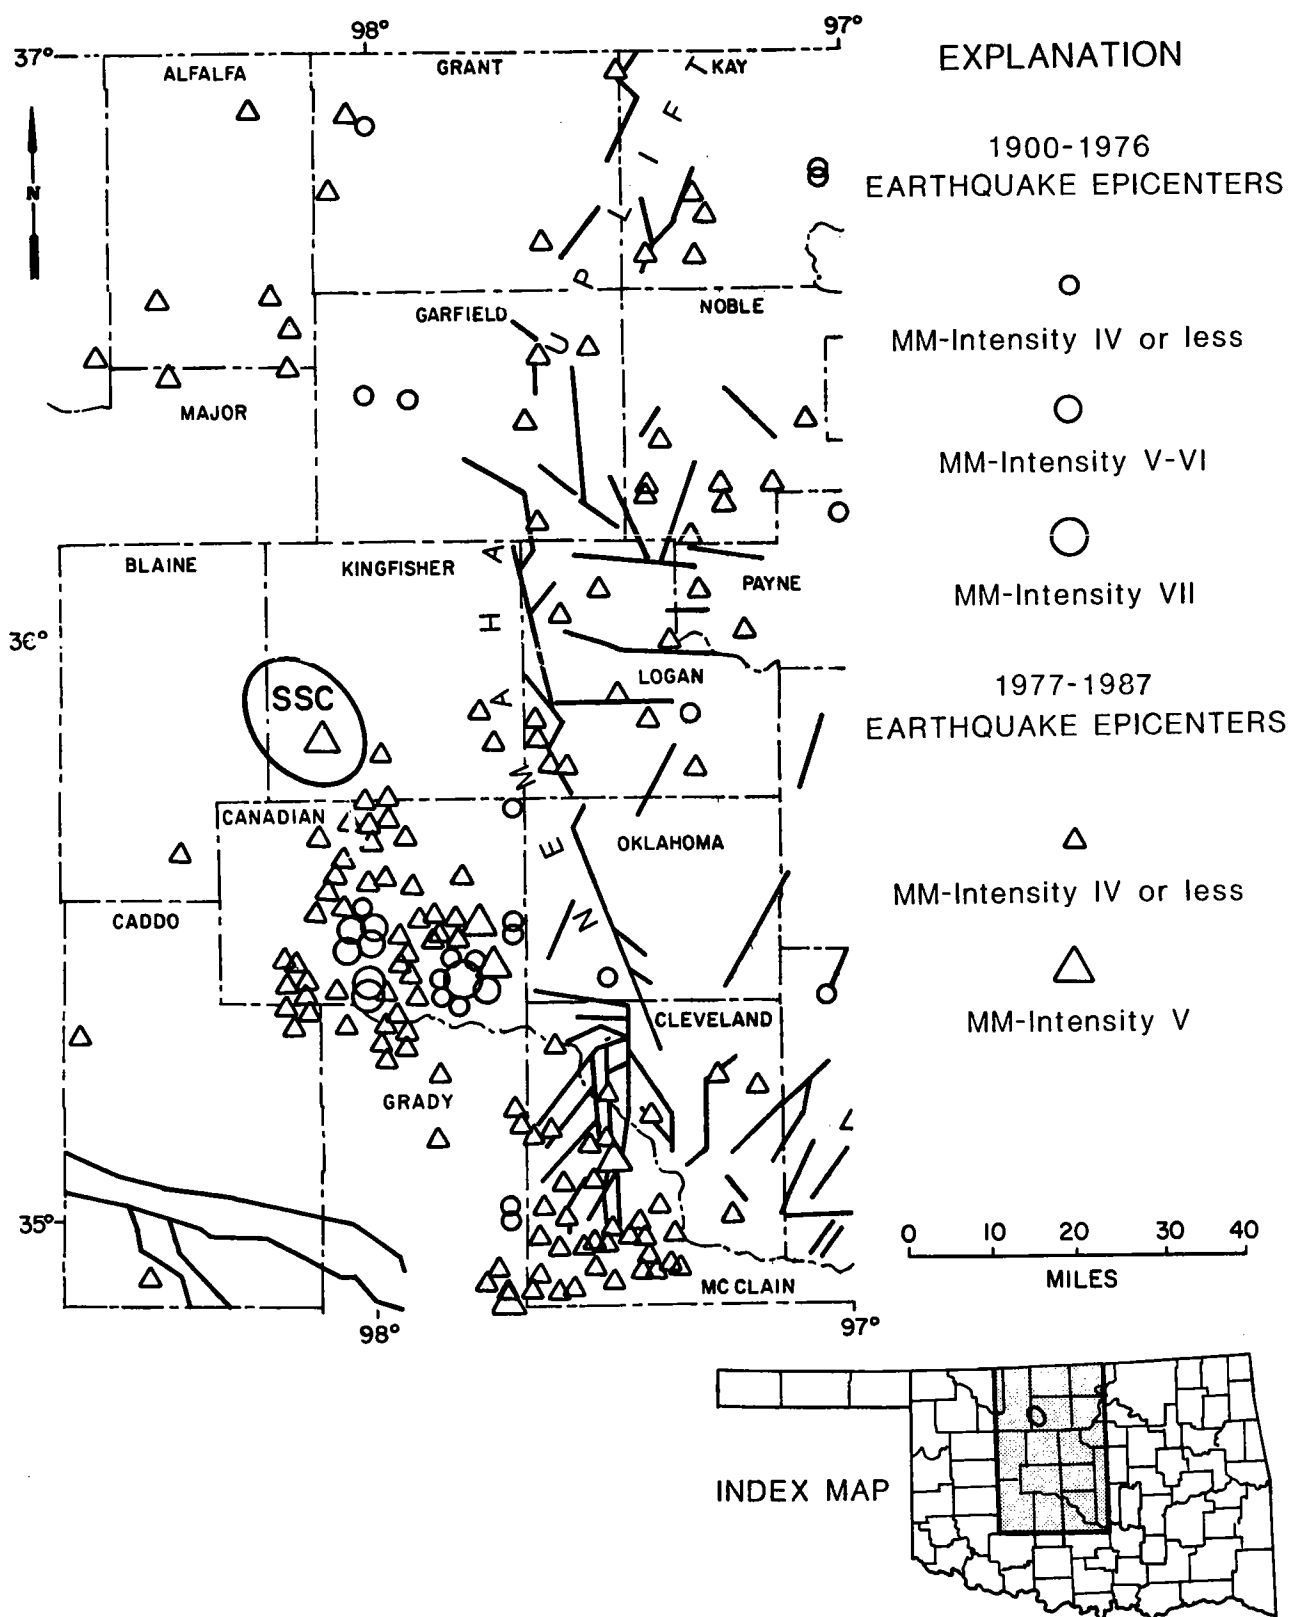 98°
97°
37°
ALFALFA
GRANT
KAY
N
GARFIELD
NOBLE
MAJOR
BLAINE
KINGFISHER
PAYNE
3€°
LOGAN
SSC
CANADIAN
OKLAHOMA
CADDO
CLEVELAND
GRADY
35°
MC CLAIN
98°
97°
NEMAHA UPLIFT
EXPLANATION
1900-1976
EARTHQUAKE EPICENTERS
MM-Intensity IV or less
MM-Intensity V-VI
MM-Intensity VII
1977-1987
EARTHQUAKE EPICENTERS
MM-Intensity IV or less
MM-Intensity V
0 10 20 30 40
MILES
INDEX MAP